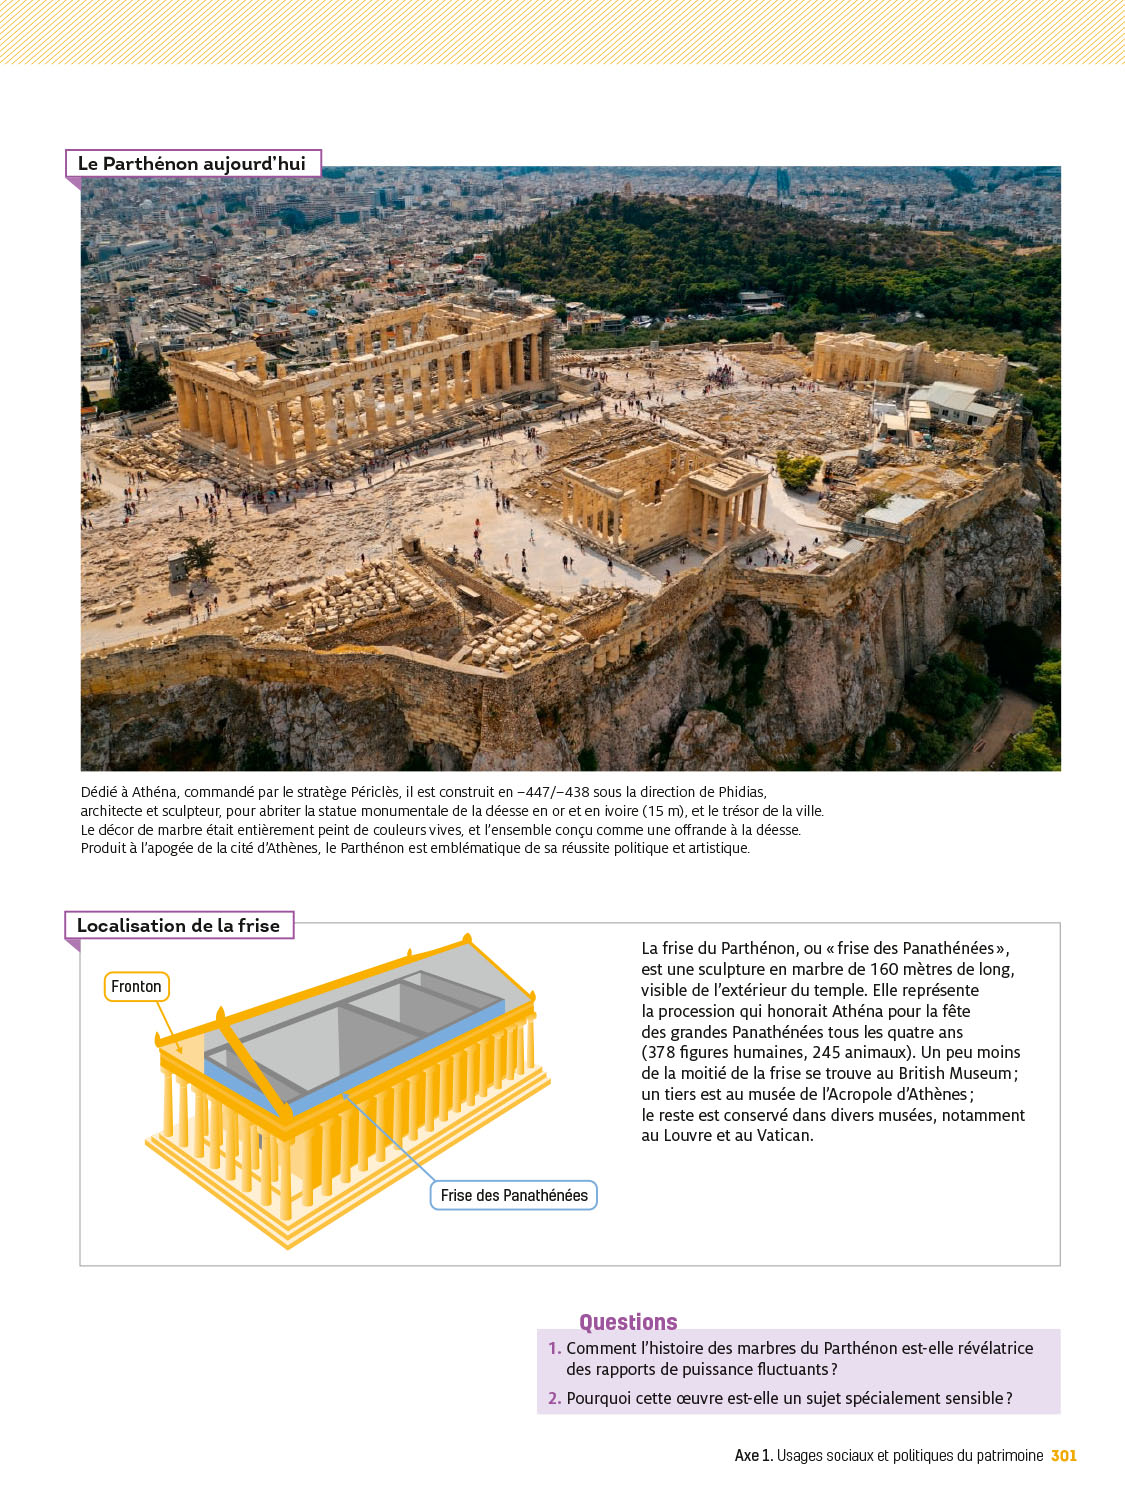 Le Parthénon aujourd’hui
Dédié à Athéna, commandé par le stratège Périclès, il est construit en –447/–438 sous la direction de Phidias,
architecte et sculpteur, pour abriter la statue monumentale de la déesse en or et en ivoire (15 m), et le trésor de la ville.
Le décor de marbre était entièrement peint de couleurs vives, et l’ensemble conçu comme une offrande à la déesse.
Produit à l’apogée de la cité d’Athènes, le Parthénon est emblématique de sa réussite politique et artistique.
Localisation de la frise
Fronton
Frise des Panathénées
La frise du Parthénon, ou « frise des Panathénées »,
est une sculpture en marbre de 160 mètres de long,
visible de l’extérieur du temple. Elle représente
la procession qui honorait Athéna pour la fête
des grandes Panathénées tous les quatre ans
(378 figures humaines, 245 animaux). Un peu moins
de la moitié de la frise se trouve au British Museum ;
un tiers est au musée de l’Acropole d’Athènes ;
le reste est conservé dans divers musées, notamment
au Louvre et au Vatican.
Questions
1. Comment l’histoire des marbres du Parthénon est-elle révélatrice
des rapports de puissance fluctuants ?
2. Pourquoi cette œuvre est-elle un sujet spécialement sensible ?
Axe 1. Usages sociaux et politiques du patrimoine 301